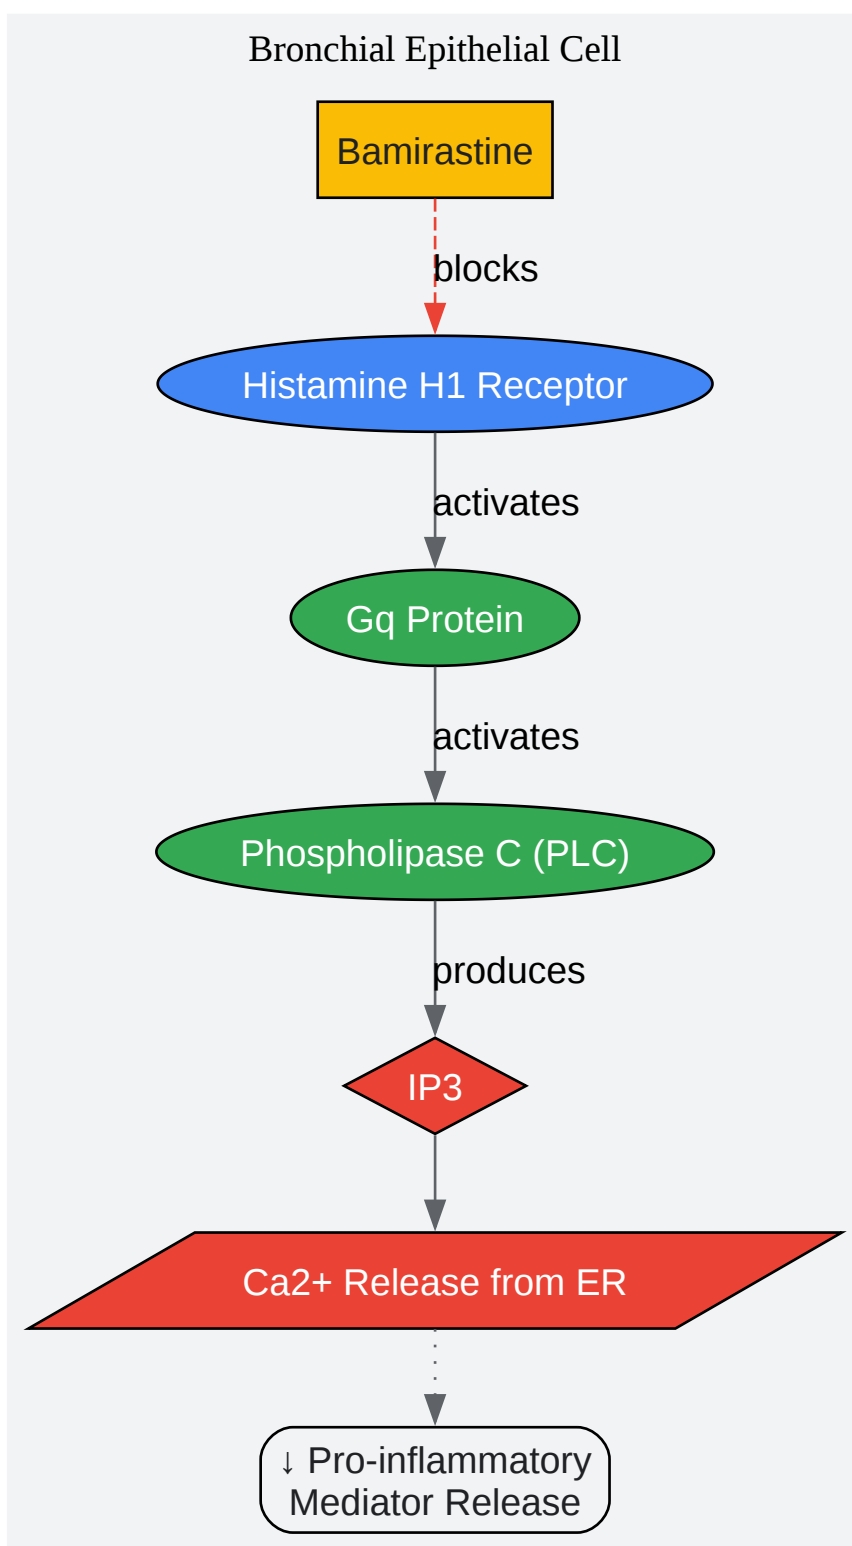 Bronchial Epithelial Cell
Bamirastine
blocks
Histamine H1 Receptor
activates
Gq Protein
activates
Phospholipase C (PLC)
produces
IP3
Ca2+ Release from ER
↓ Pro-inflammatory
Mediator Release